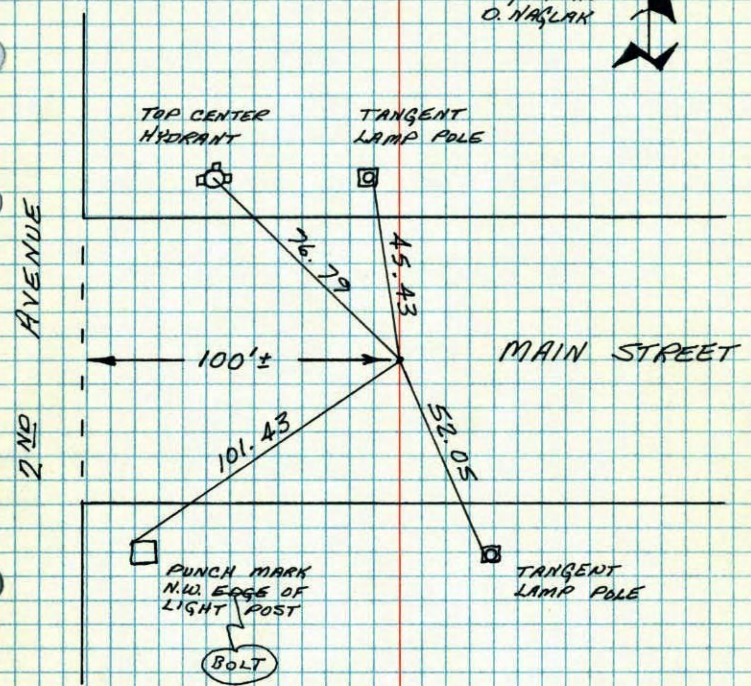 O. NAGLAK
TOP CENTER
HYDRANT
TANGENT
LAMP POLE
2ND AVENUE
76.79
45.43
100'±
MAIN STREET
101.43
52.05
PUNCH MARK
N.W. EDGE OF
LIGHT POST
BOLT
TANGENT
LAMP POLE